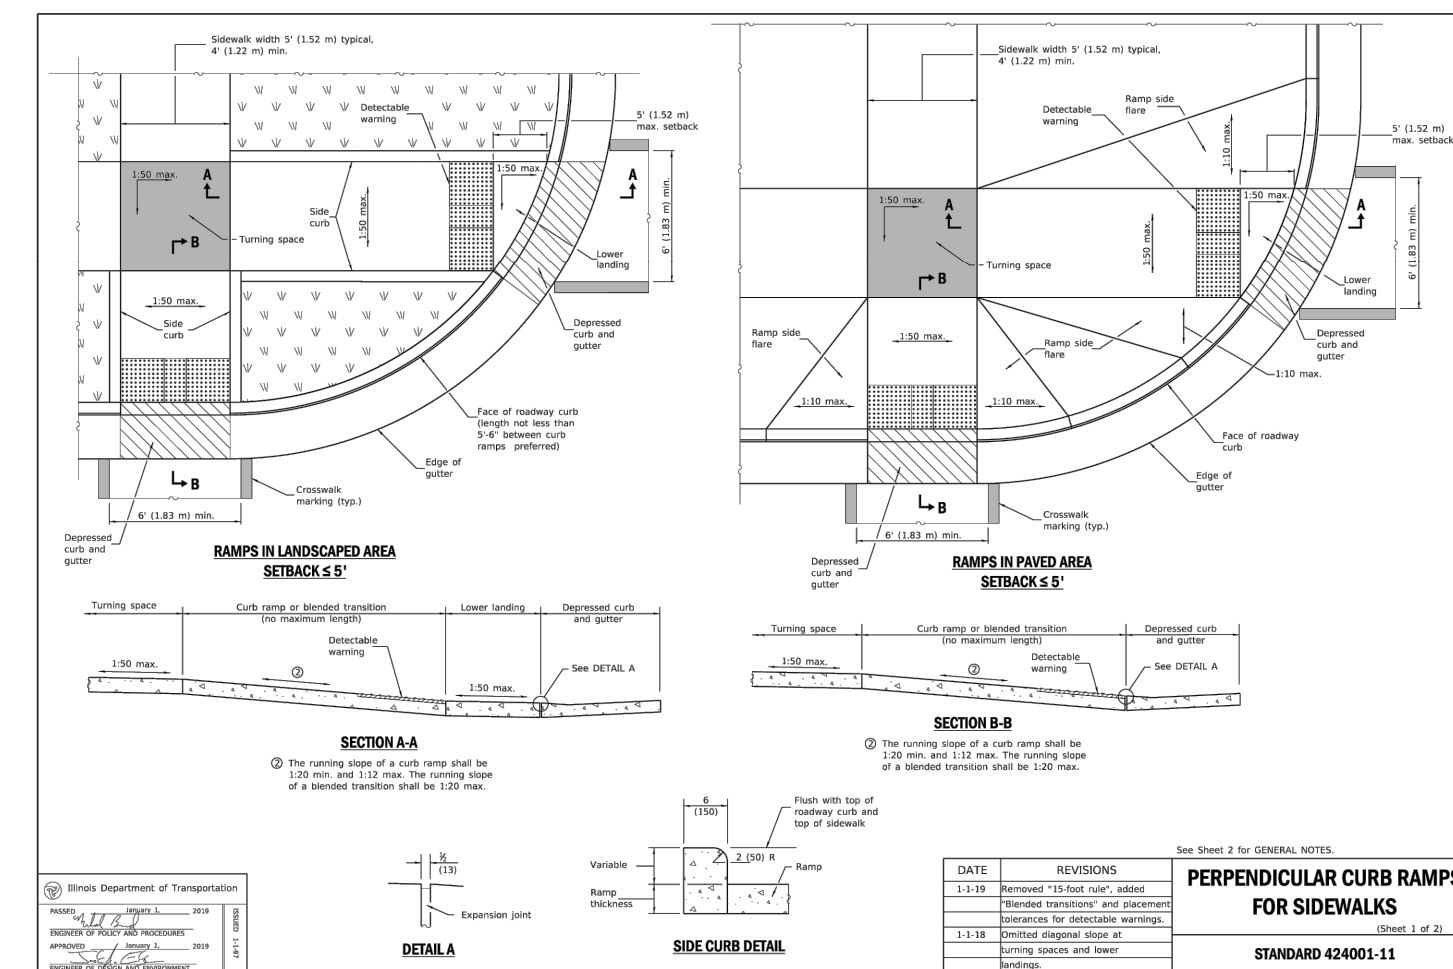 Sidewalk width 5' (1.52 m) typical,
4' (1.22 m) min.
Detectable
warning
5' (1.52 m)
max. setback
1:50 max.
A
1:50 max.
A
Side
curb
1:50 max.
6' (1.83 m) min.
B
Turning space
Lower
landing
1:50 max.
Side
curb
Depressed
curb and
gutter
Face of roadway curb
(length not less than
5'-6" between curb
ramps preferred)
Edge of
gutter
B
Crosswalk
marking (typ.)
6' (1.83 m) min.
Depressed
curb and
gutter
RAMPS IN LANDSCAPED AREA
SETBACK ≤ 5'
Sidewalk width 5' (1.52 m) typical,
4' (1.22 m) min.
Detectable
warning
Ramp side
flare
1:10 max.
5' (1.52 m)
max. setback
1:50 max.
A
1:50 max.
A
1:50 max.
6' (1.83 m) min.
Turning space
B
Lower
landing
Ramp side
flare
1:50 max.
Ramp side
flare
Depressed
curb and
gutter
1:10 max.
1:10 max.
1:10 max.
Face of roadway
curb
Edge of
gutter
B
Crosswalk
marking (typ.)
6' (1.83 m) min.
Depressed
curb and
gutter
RAMPS IN PAVED AREA
SETBACK ≤ 5'
Turning space
Curb ramp or blended transition
(no maximum length)
Lower landing
Depressed curb
and gutter
Detectable
warning
1:50 max.
②
1:50 max.
See DETAIL A
SECTION A-A
② The running slope of a curb ramp shall be
1:20 min. and 1:12 max. The running slope
of a blended transition shall be 1:20 max.
Turning space
Curb ramp or blended transition
(no maximum length)
Depressed curb
and gutter
1:50 max.
②
Detectable
warning
See DETAIL A
SECTION B-B
② The running slope of a curb ramp shall be
1:20 min. and 1:12 max. The running slope
of a blended transition shall be 1:20 max.
½
(13)
Expansion joint
DETAIL A
6
(150)
Flush with top of
roadway curb and
top of sidewalk
Variable
2 (50) R
Ramp
Ramp
thickness
SIDE CURB DETAIL
Illinois Department of Transportation
PASSED January 1, 2019
ENGINEER OF POLICY AND PROCEDURES
APPROVED January 1, 2019
ENGINEER OF DESIGN AND ENVIRONMENT
ISSUED 1-1-97
See Sheet 2 for GENERAL NOTES.
DATE REVISIONS
1-1-19 Removed "15-foot rule", added
"Blended transitions" and placement
tolerances for detectable warnings.
1-1-18 Omitted diagonal slope at
turning spaces and lower
landings.
PERPENDICULAR CURB RAMPS
FOR SIDEWALKS
(Sheet 1 of 2)
STANDARD 424001-11